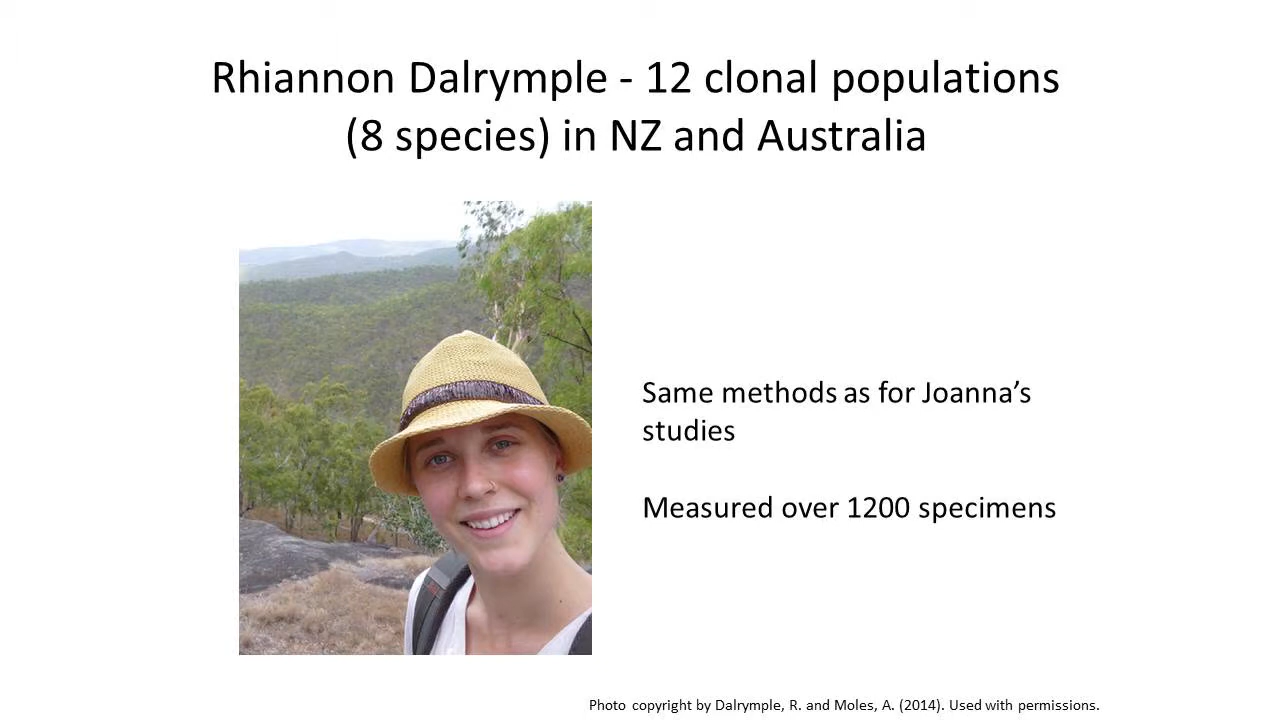 Rhiannon Dalrymple - 12 clonal populations
(8 species) in NZ and Australia
Same methods as for Joanna’s
studies
Measured over 1200 specimens
Photo copyright by Dalrymple, R. and Moles, A. (2014). Used with permissions.